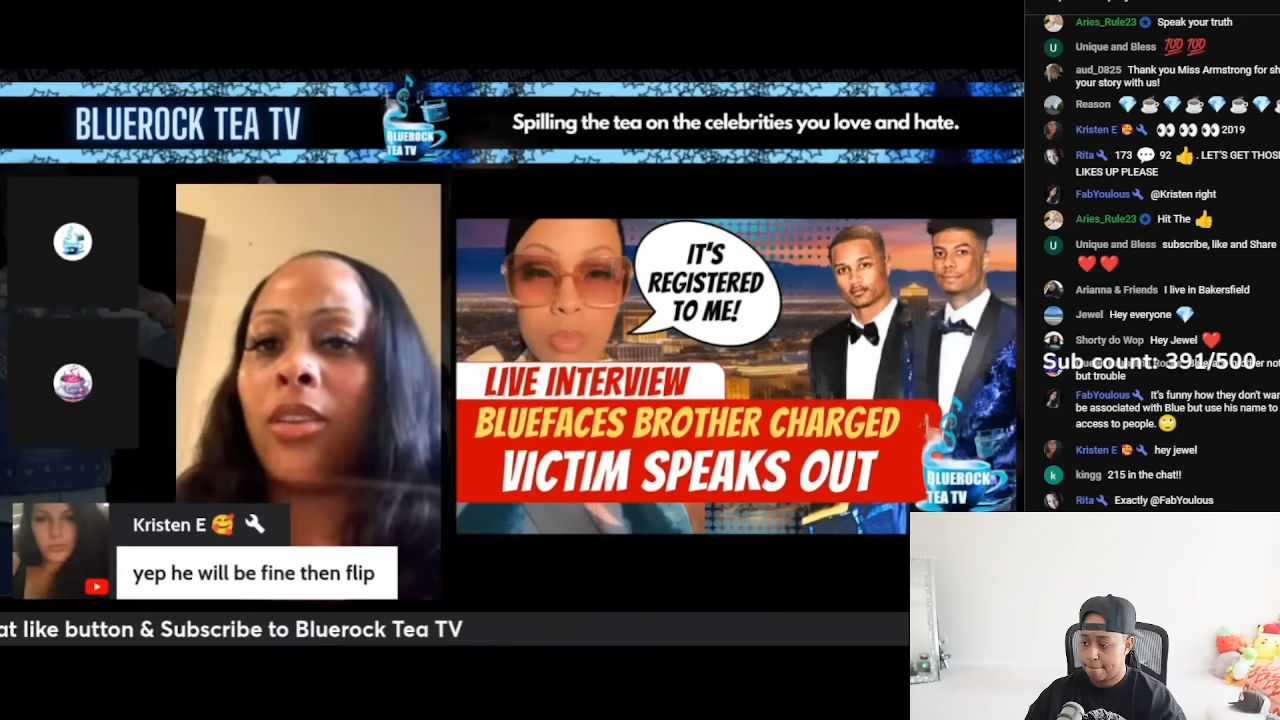 BLUEROCK TEA TV
BLUEROCK
TEA TV
Spilling the tea on the celebrities you love and hate.
IT'S
REGISTERED
TO ME!
LIVE INTERVIEW
BLUEFACES BROTHER CHARGED
VICTIM SPEAKS OUT
BLUEROCK
TEA TV
Kristen E 🥰 🔧
yep he will be fine then flip
at like button & Subscribe to Bluerock Tea TV
Aries_Rule23 Speak your truth
U
Unique and Bless 💯 💯
aud_0825 Thank you Miss Armstrong for sh
your story with us!
Reason 💎 ☕ 💎 ☕ 💎 ☕ 💎
Kristen E 🥰 🔧 👀 👀 👀 2019
Rita 🔧 173 💬 92 👍. LET'S GET THOS
LIKES UP PLEASE
FabYoulous 🔧 @Kristen right
Aries_Rule23 Hit The 👍
U
Unique and Bless subscribe, like and Share
❤️ ❤️
Arianna & Friends I live in Bakersfield
Jewel Hey everyone 💎
Shorty do Wop Hey Jewel ❤️
Sub count: 391/500
but trouble
FabYoulous 🔧 It's funny how they don't wan
be associated with Blue but use his name to
access to people. 🙄
Kristen E 🥰 🔧 hey jewel
k
kingg 215 in the chat!!
Rita 🔧 Exactly @FabYoulous